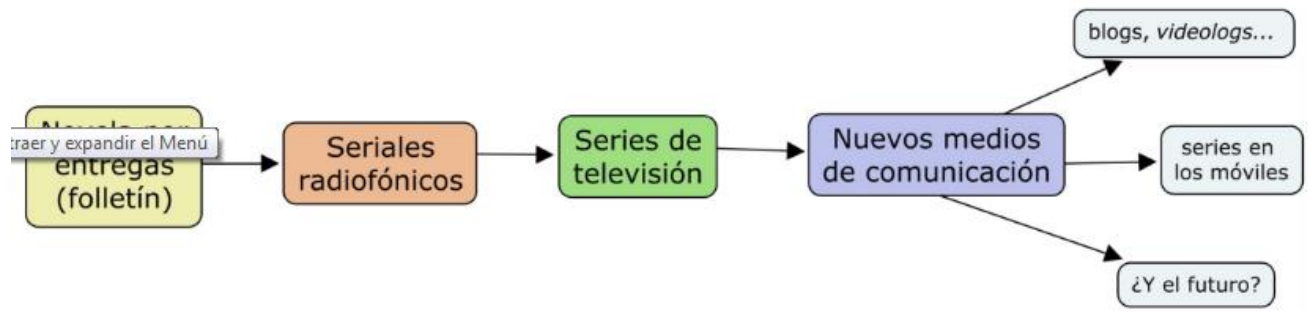 traer y expandir el Menú
entregas
(folletín)
Seriales
radiofónicos
Series de
televisión
Nuevos medios
de comunicación
blogs, videologs...
series en
los móviles
¿Y el futuro?